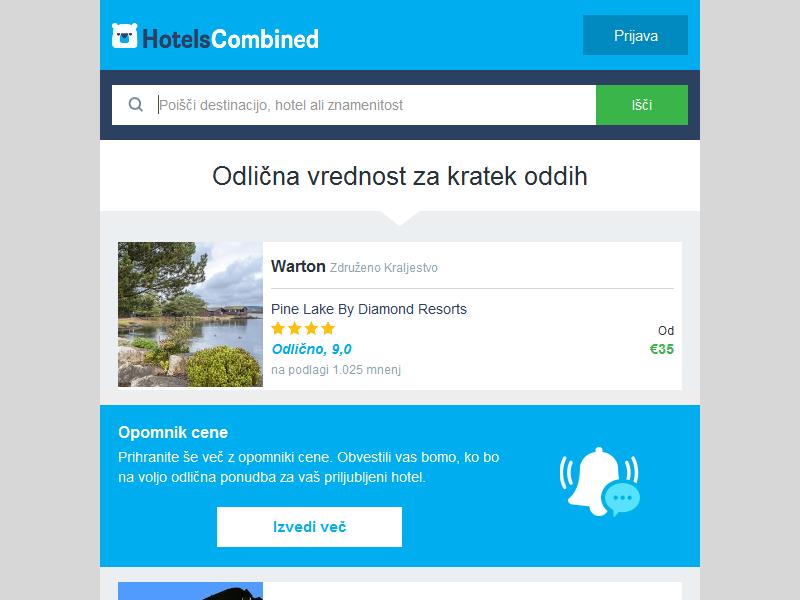 HotelsCombined
Prijava
Poišči destinacijo, hotel ali znamenitost
Išči
Odlična vrednost za kratek oddih
Warton Združeno Kraljestvo
Pine Lake By Diamond Resorts
Od
Odlično, 9,0
€35
na podlagi 1.025 mnenj
Opomnik cene
Prihranite še več z opomniki cene. Obvestili vas bomo, ko bo
na voljo odlična ponudba za vaš priljubljeni hotel.
Izvedi več